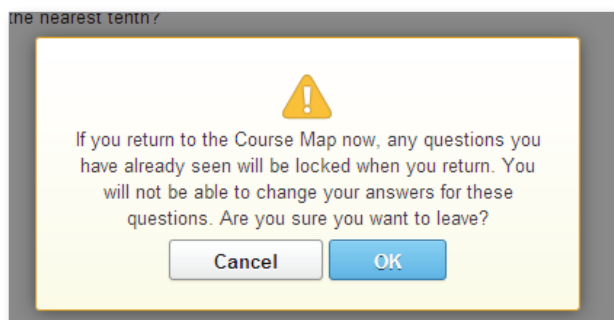 the nearest tenth?
If you return to the Course Map now, any questions you
have already seen will be locked when you return. You
will not be able to change your answers for these
questions. Are you sure you want to leave?
Cancel
OK